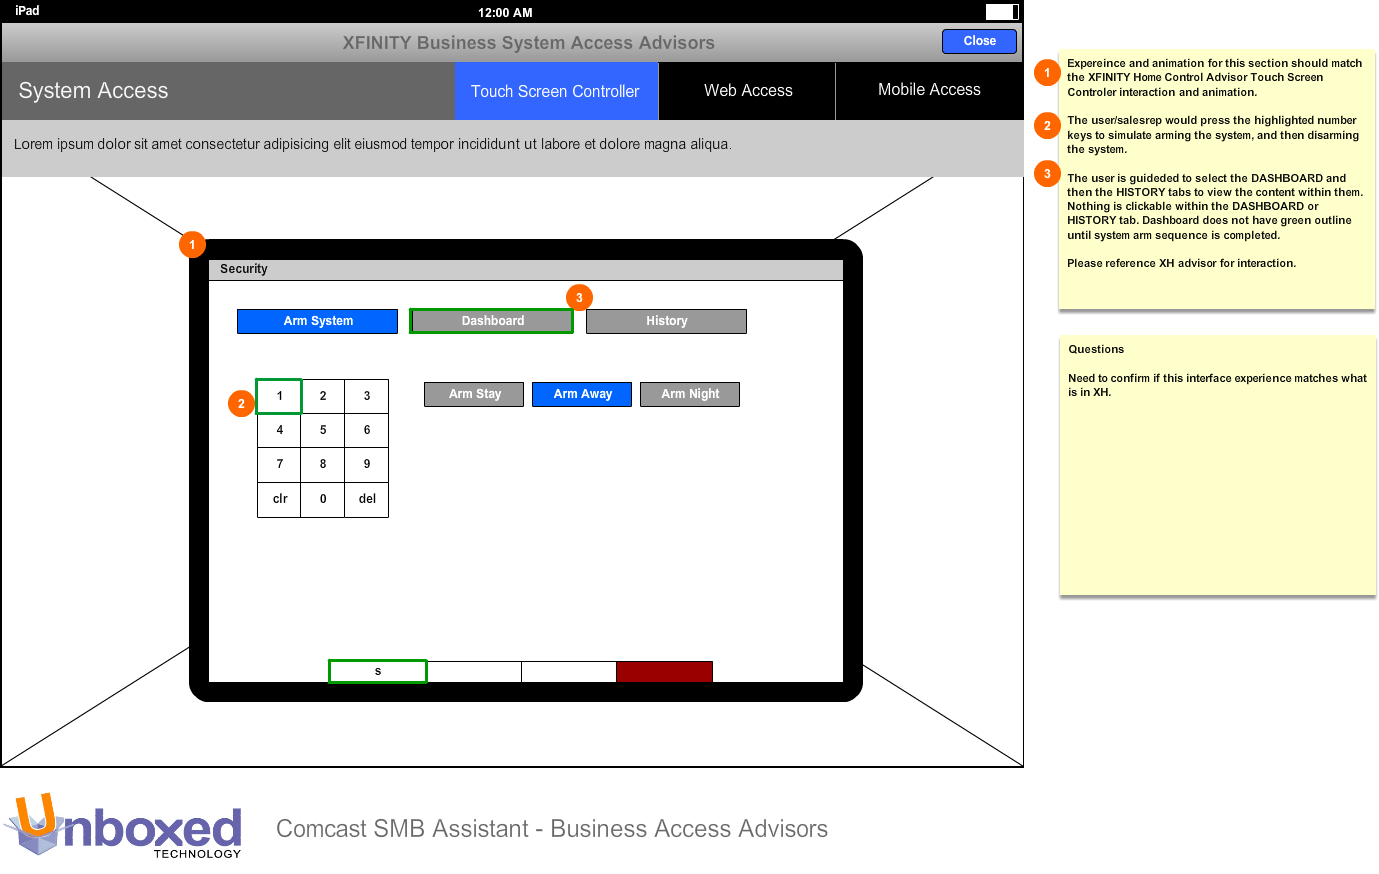 iPad
12:00 AM
XFINITY Business System Access Advisors
Close
System Access
Touch Screen Controller
Web Access
Mobile Access
Lorem ipsum dolor sit amet consectetur adipisicing elit eiusmod tempor incididunt ut labore et dolore magna aliqua.
1
Security
3
Arm System
Dashboard
History
2
1 2 3
4 5 6
7 8 9
clr 0 del
Arm Stay
Arm Away
Arm Night
s
1
Expereince and animation for this section should match
the XFINITY Home Control Advisor Touch Screen
Controler interaction and animation.
2
The user/salesrep would press the highlighted number
keys to simulate arming the system, and then disarming
the system.
3
The user is guideded to select the DASHBOARD and
then the HISTORY tabs to view the content within them.
Nothing is clickable within the DASHBOARD or
HISTORY tab. Dashboard does not have green outline
until system arm sequence is completed.
Please reference XH advisor for interaction.
Questions
Need to confirm if this interface experience matches what
is in XH.
Unboxed
TECHNOLOGY
Comcast SMB Assistant - Business Access Advisors